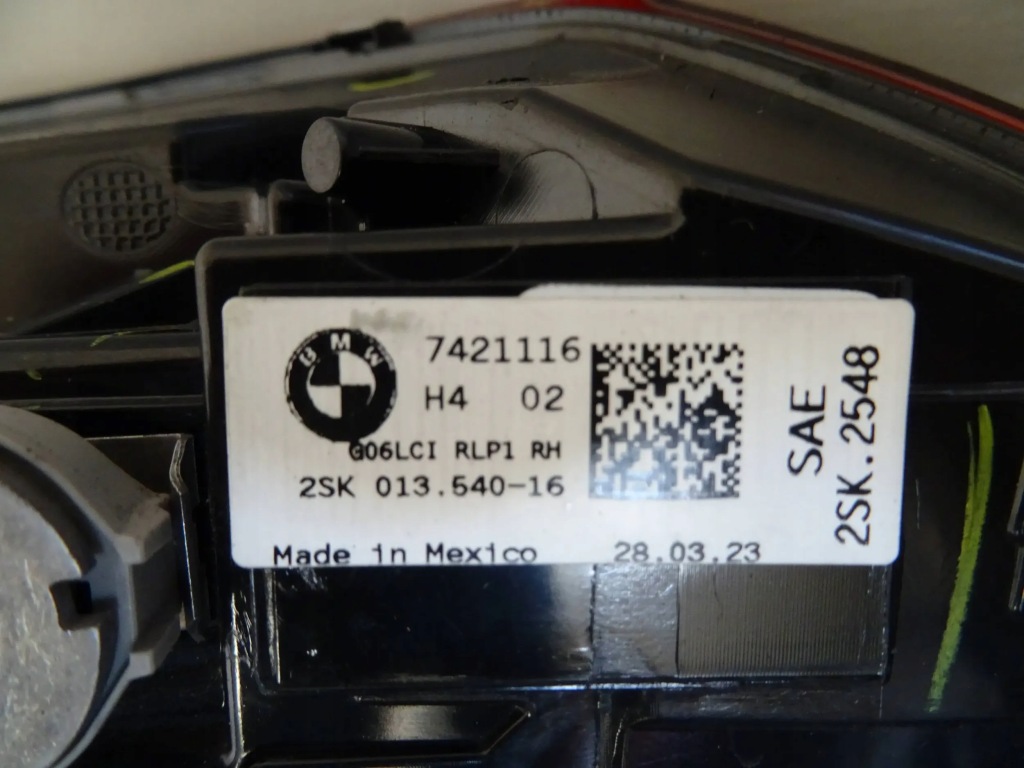 BMW
7421116
H4 02
G06LCI RLP1 RH
2SK 013.540-16
Made in Mexico 28.03.23
SAE
2SK.2548